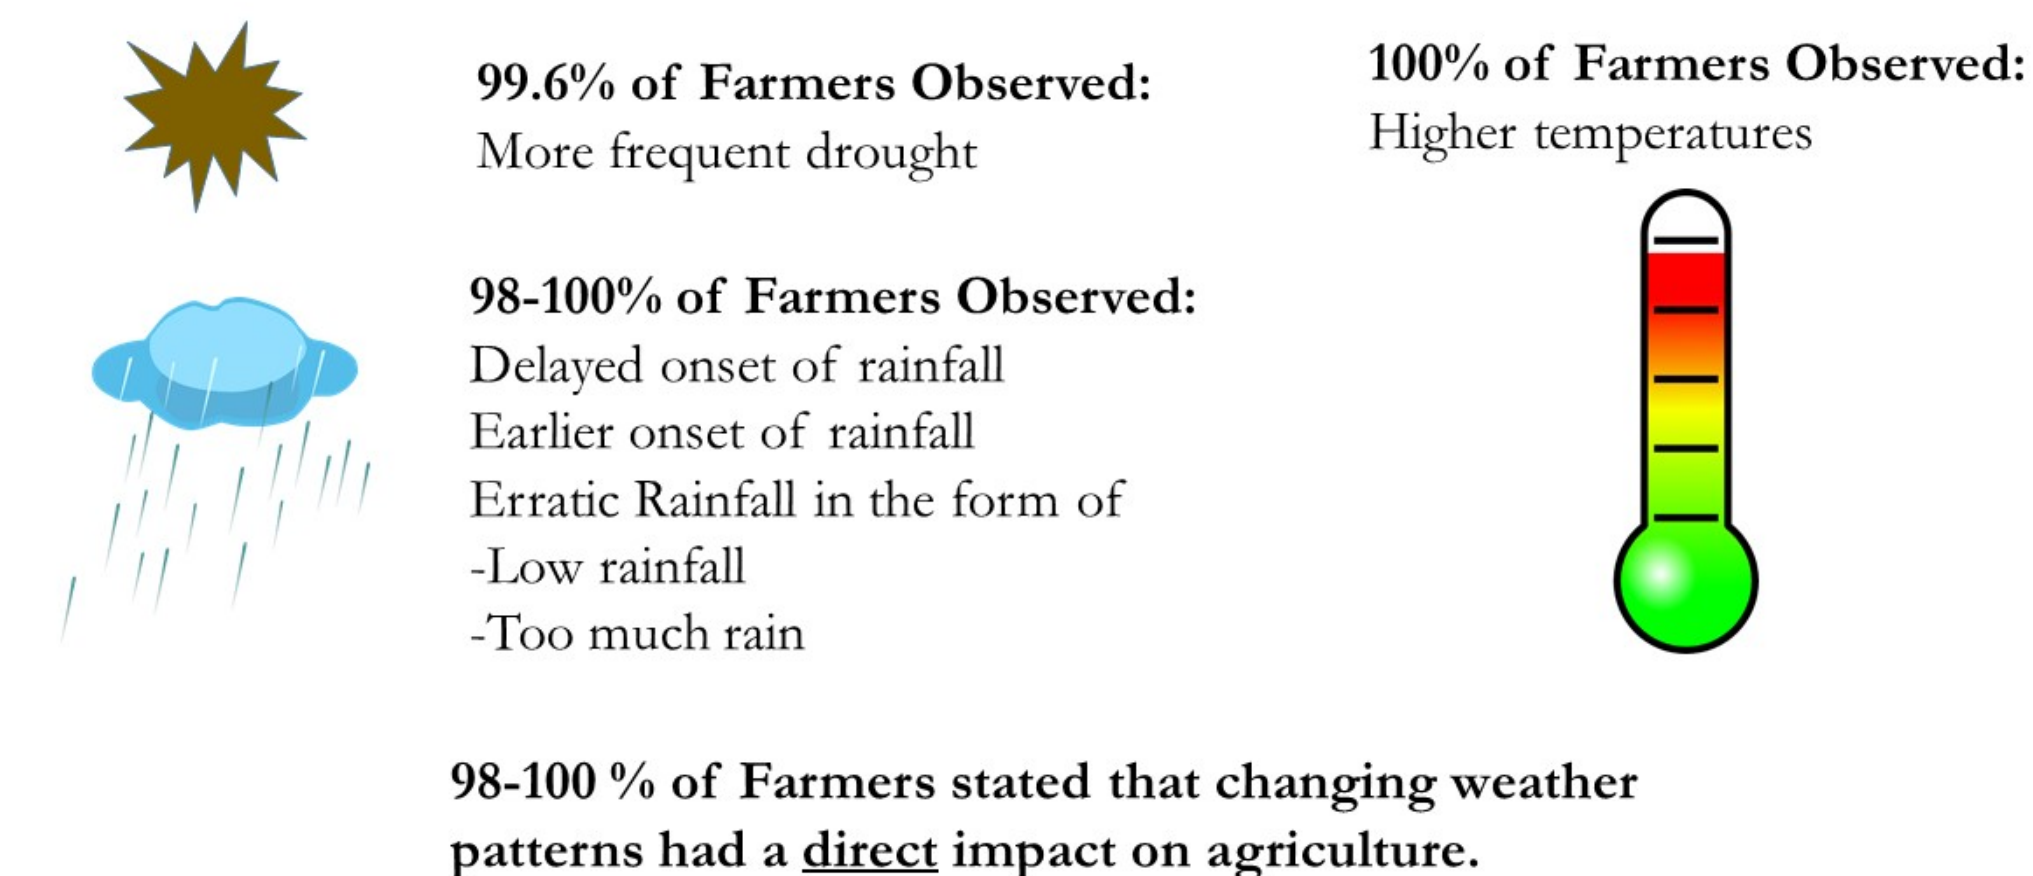 99.6% of Farmers Observed:
More frequent drought
100% of Farmers Observed:
Higher temperatures
98-100% of Farmers Observed:
Delayed onset of rainfall
Earlier onset of rainfall
Erratic Rainfall in the form of
-Low rainfall
-Too much rain
98-100 % of Farmers stated that changing weather
patterns had a direct impact on agriculture.